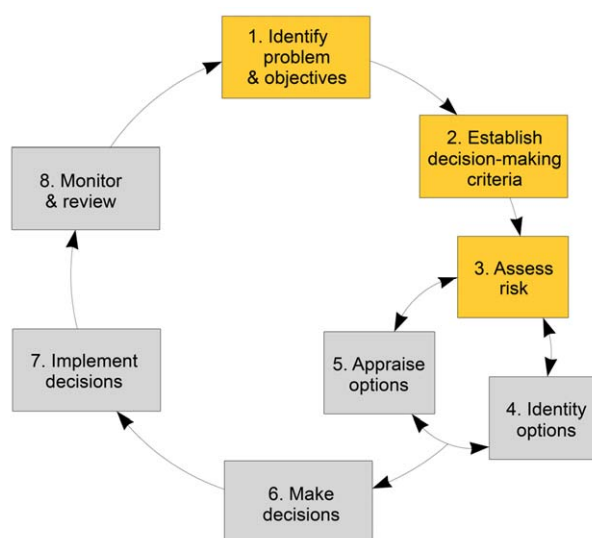 1. Identify
problem
& objectives
2. Establish
decision-making
criteria
3. Assess
risk
4. Identity
options
5. Appraise
options
6. Make
decisions
7. Implement
decisions
8. Monitor
& review